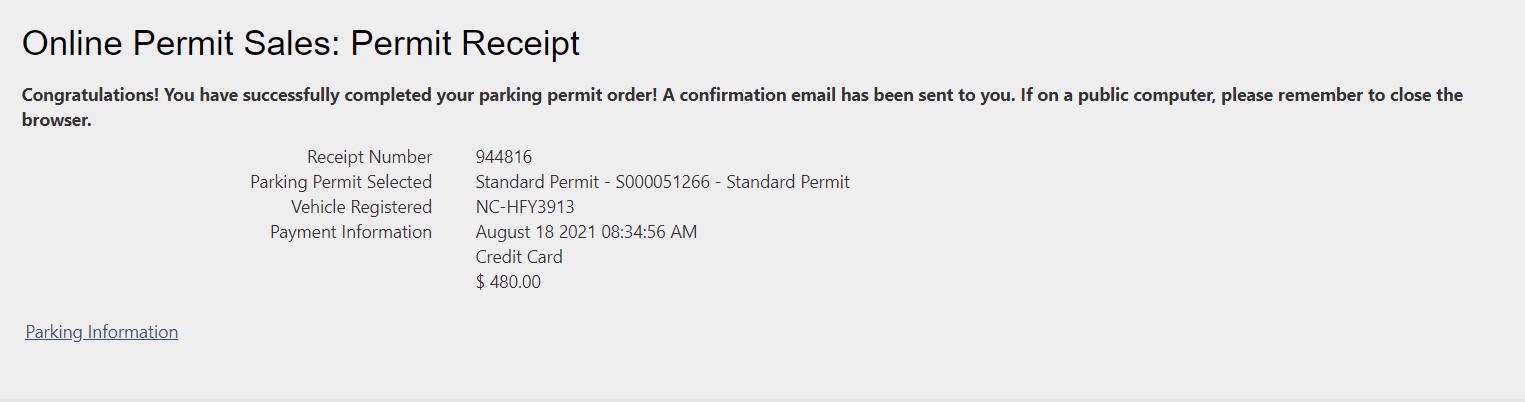 Online Permit Sales: Permit Receipt
Congratulations! You have successfully completed your parking permit order! A confirmation email has been sent to you. If on a public computer, please remember to close the
browser.
Receipt Number 944816
Parking Permit Selected Standard Permit - S000051266 - Standard Permit
Vehicle Registered NC-HFY3913
Payment Information August 18 2021 08:34:56 AM
Credit Card
$ 480.00
Parking Information